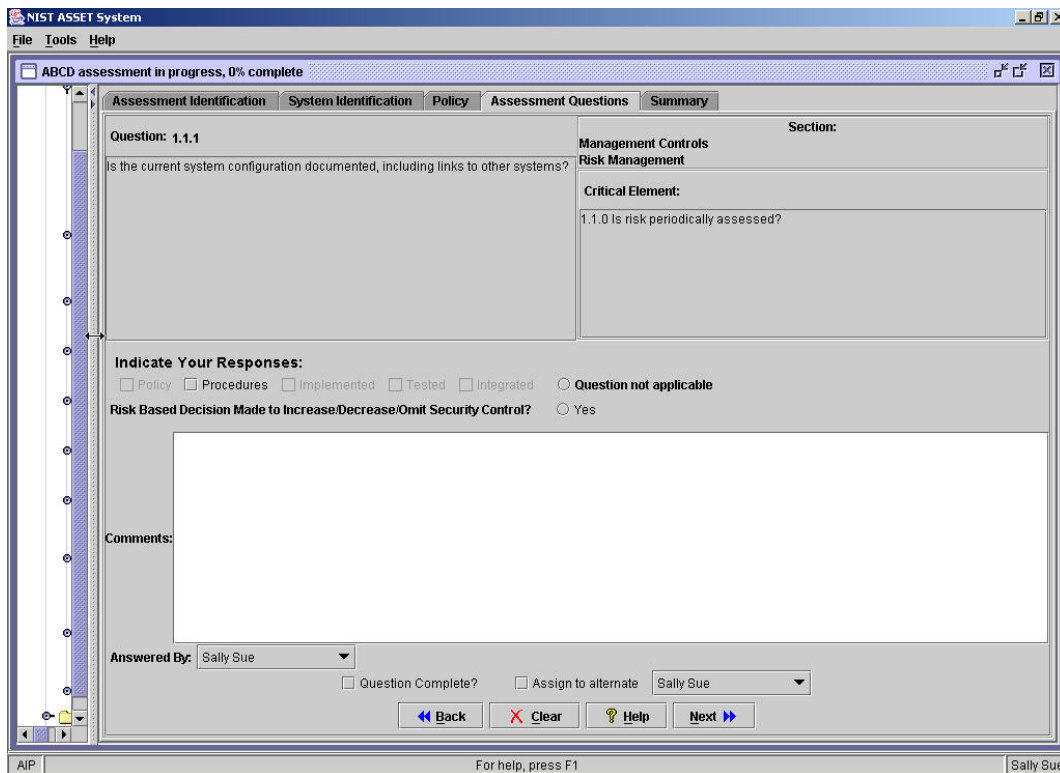 NIST ASSET System
File Tools Help
ABCD assessment in progress, 0% complete
Assessment Identification System Identification Policy Assessment Questions Summary
Question: 1.1.1
Is the current system configuration documented, including links to other systems?
Section:
Management Controls
Risk Management
Critical Element:
1.1.0 Is risk periodically assessed?
Indicate Your Responses:
Policy Procedures Implemented Tested Integrated Question not applicable
Risk Based Decision Made to Increase/Decrease/Omit Security Control? Yes
Comments:
Answered By: Sally Sue
Question Complete? Assign to alternate Sally Sue
Back Clear Help Next
AIP For help, press F1 Sally Sue